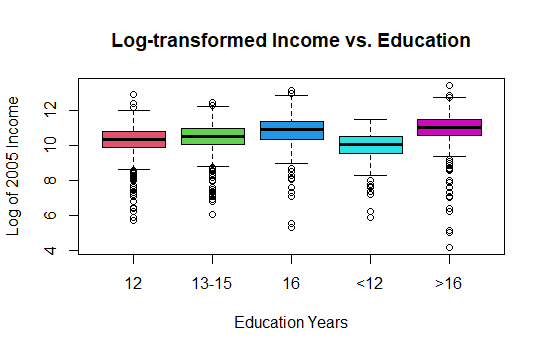 Log-transformed Income vs. Education
Log of 2005 Income
12
10
8
6
4
12 13-15 16 <12 >16
Education Years